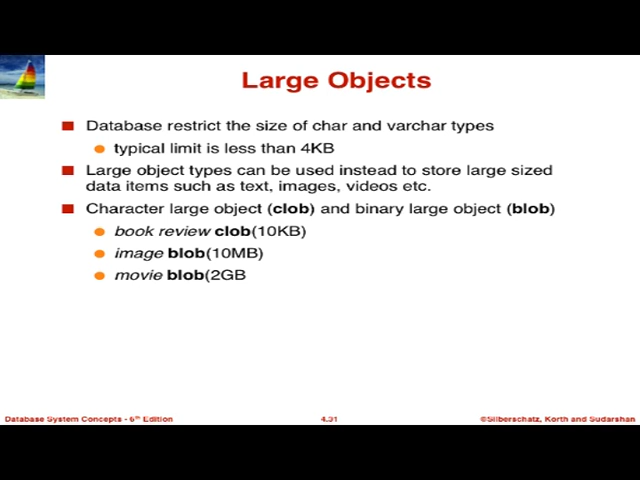 Large Objects
Database restrict the size of char and varchar types
typical limit is less than 4KB
Large object types can be used instead to store large sized
data items such as text, images, videos etc.
Character large object (clob) and binary large object (blob)
book review clob(10KB)
image blob(10MB)
movie blob(2GB
Database System Concepts - 6th Edition
4.31
©Silberschatz, Korth and Sudarshan